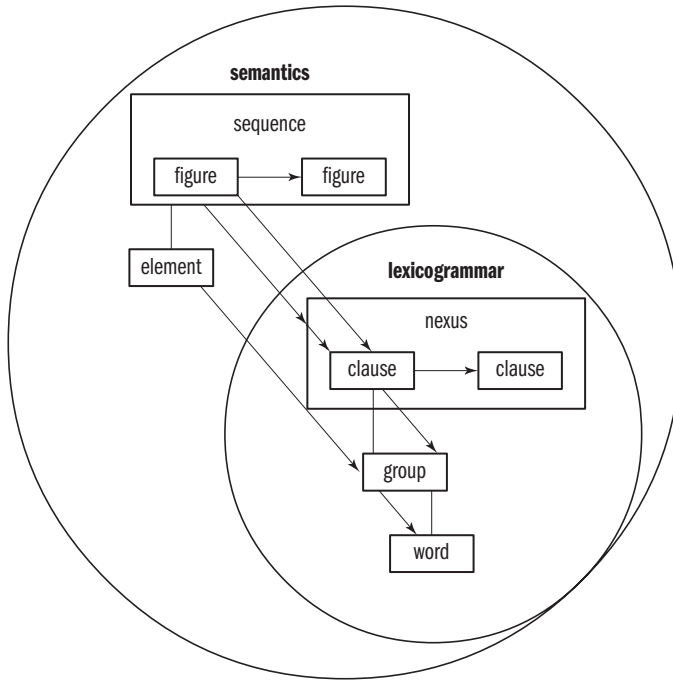 semantics
sequence
figure figure
element
lexicogrammar
nexus
clause clause
group
word